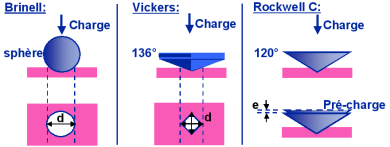 Brinell:
Charge
sphère
d
Vickers:
Charge
136°
d
Rockwell C:
Charge
120°
e
Pré-charge